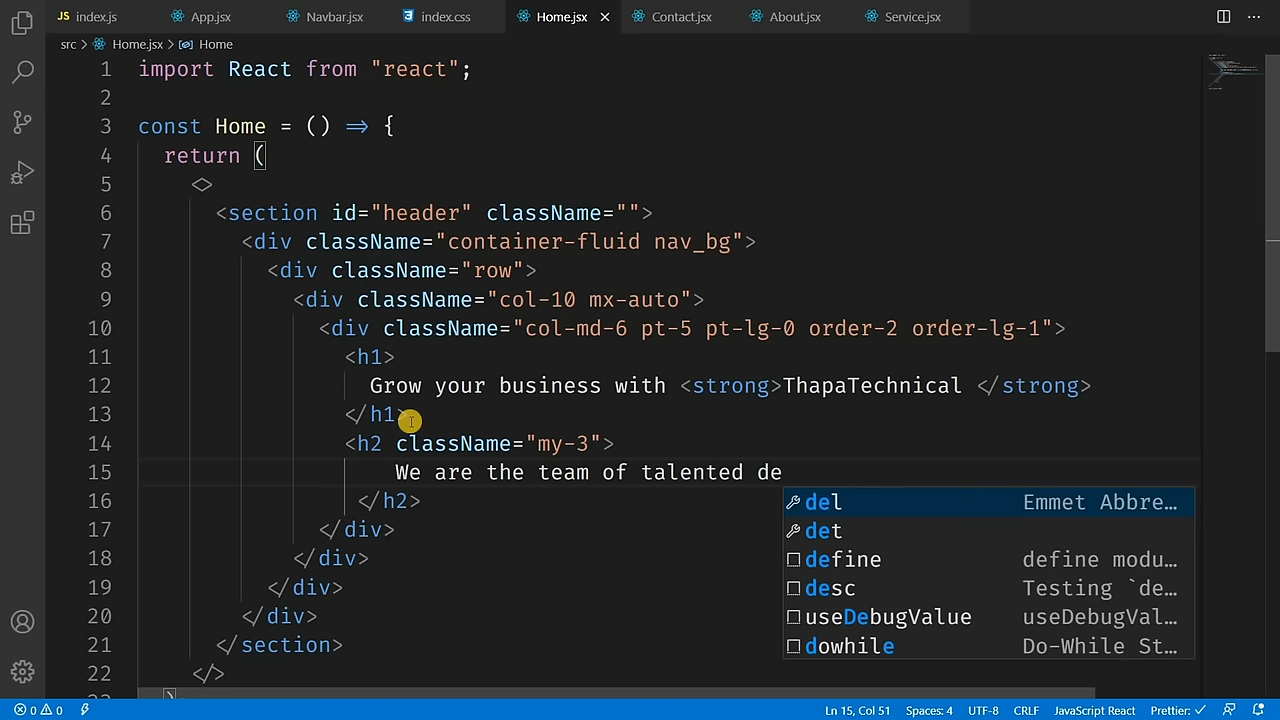 index.js App.jsx Navbar.jsx index.css Home.jsx Contact.jsx About.jsx Service.jsx
src > Home.jsx > Home
1 import React from "react";
2
3 const Home = () => {
4 return (
5 <>
6 <section id="header" className="">
7 <div className="container-fluid nav_bg">
8 <div className="row">
9 <div className="col-10 mx-auto">
10 <div className="col-md-6 pt-5 pt-lg-0 order-2 order-lg-1">
11 <h1>
12 Grow your business with <strong>ThapaTechnical </strong>
13 </h1>
14 <h2 className="my-3">
15 We are the team of talented de
16 </h2>
del Emmet Abbre…
17 </div>
det
18 </div>
define define modu…
19 </div>
desc Testing `de…
20 </div>
useDebugValue useDebugVal…
21 </section>
dowhile Do-While St…
22 </>
)
0 0 Ln 15, Col 51 Spaces: 4 UTF-8 CRLF JavaScript React Prettier: ✓